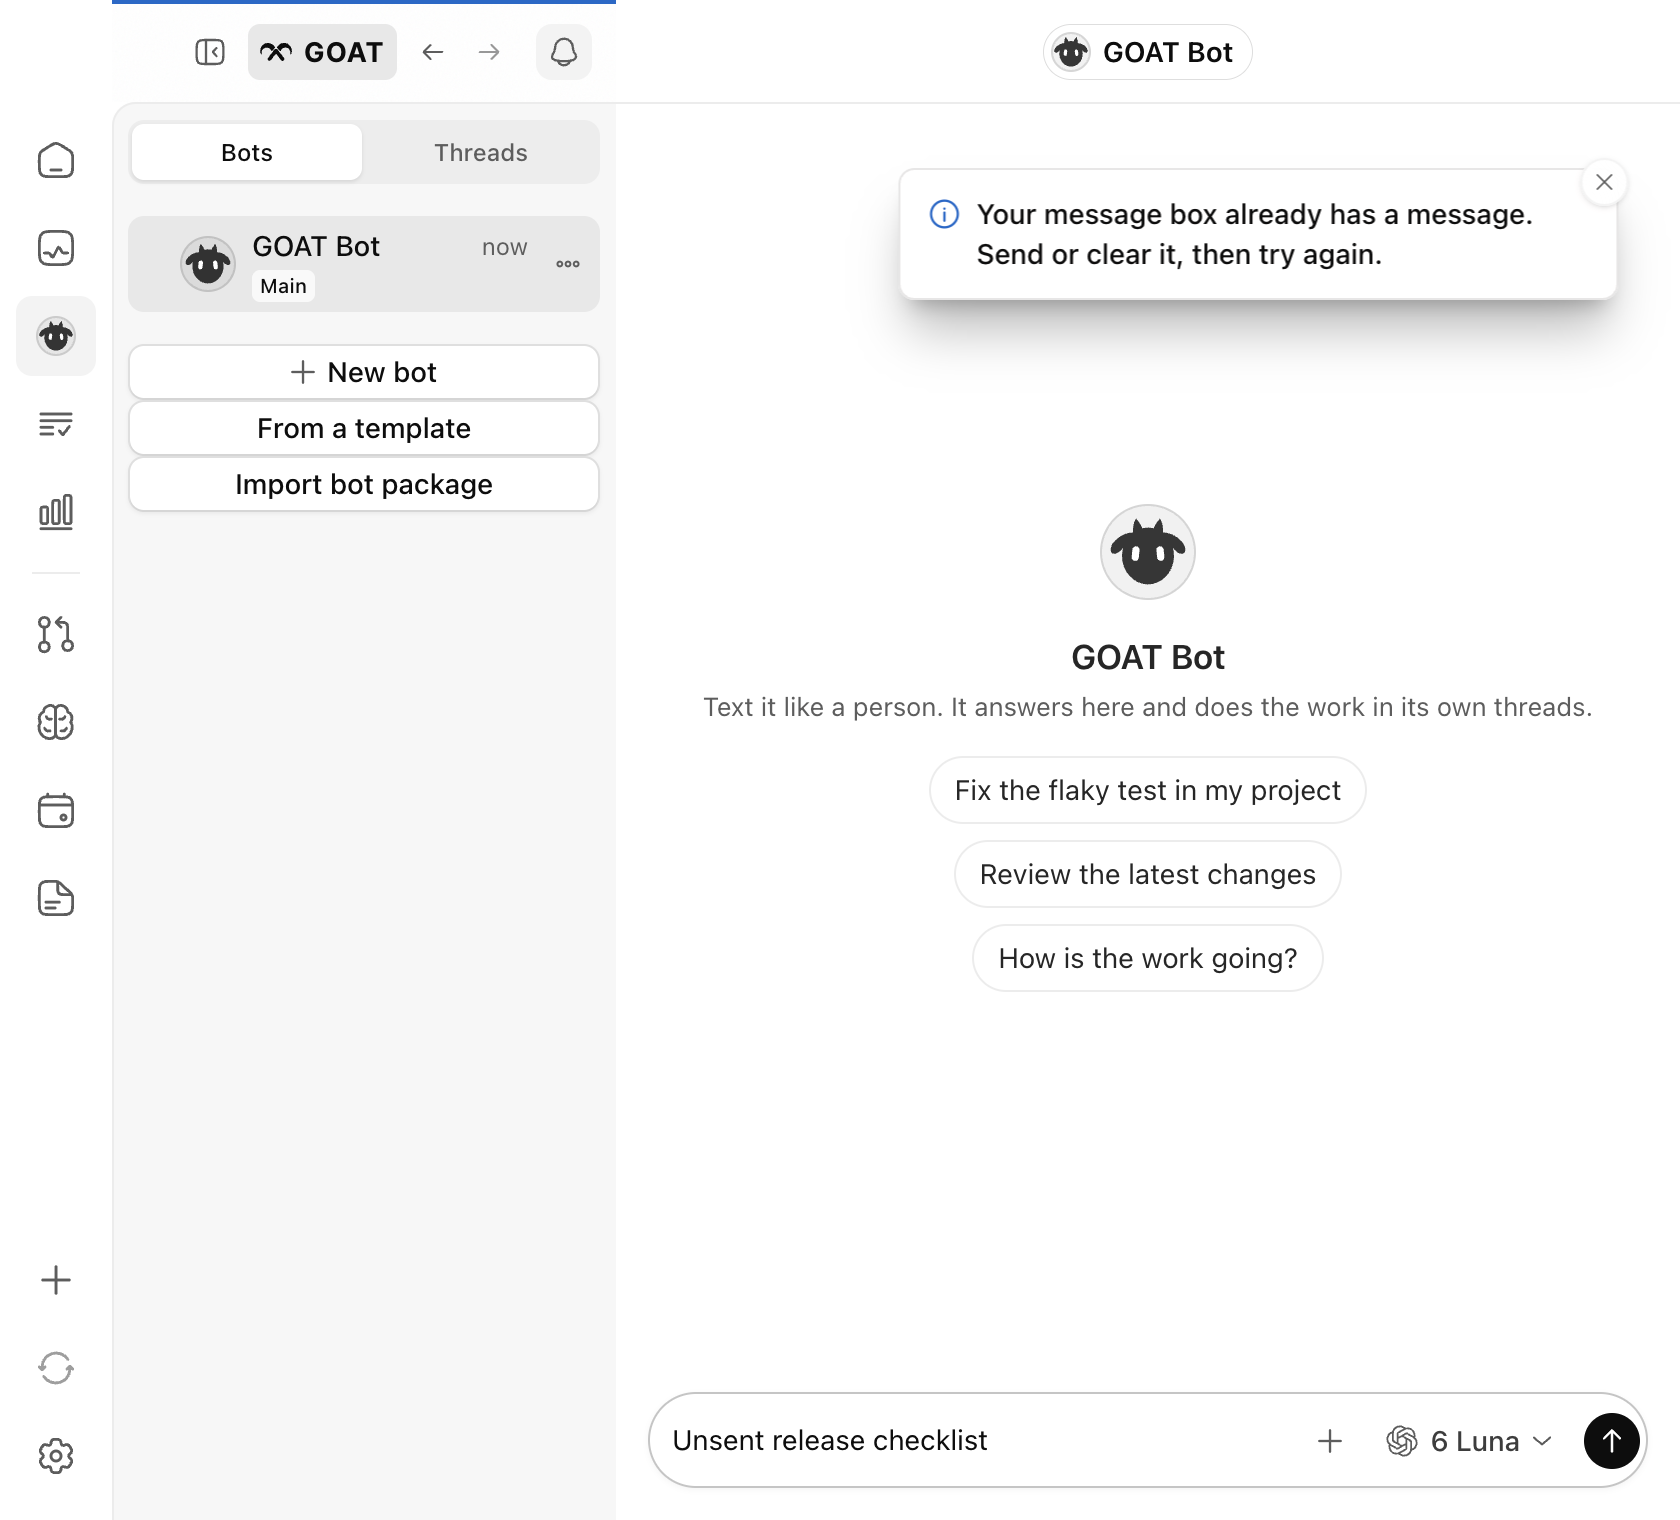 GOAT
GOAT Bot
Bots
Threads
GOAT Bot
now
Main
New bot
From a template
Import bot package
Your message box already has a message.
Send or clear it, then try again.
GOAT Bot
Text it like a person. It answers here and does the work in its own threads.
Fix the flaky test in my project
Review the latest changes
How is the work going?
Unsent release checklist
6 Luna